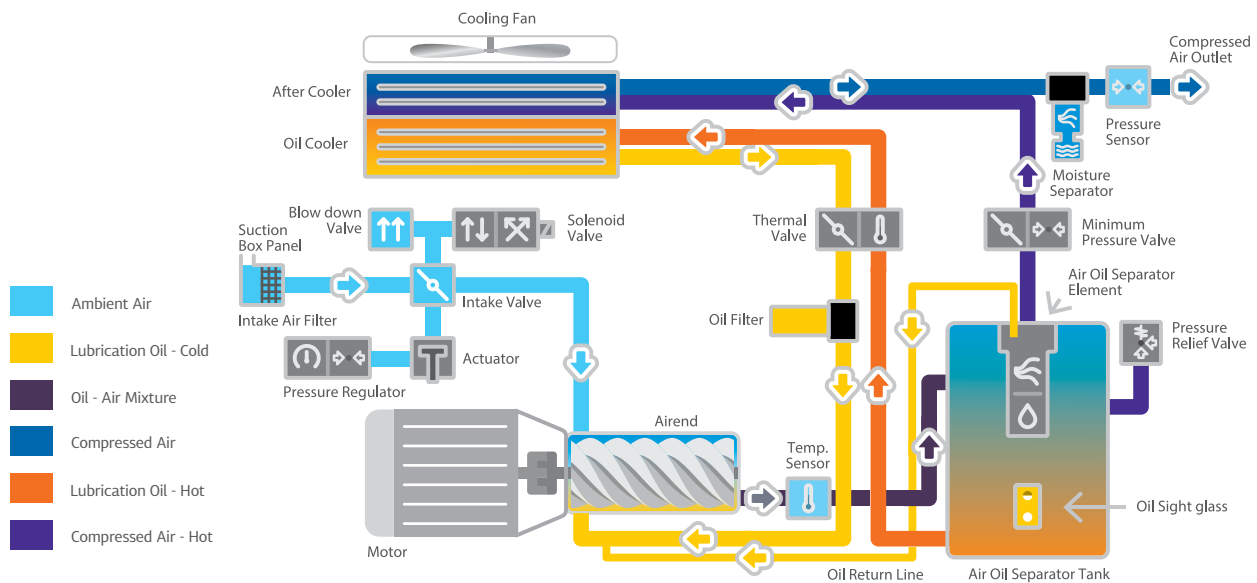 Cooling Fan
After Cooler
Oil Cooler
Compressed
Air Outlet
Pressure
Sensor
Moisture
Separator
Blow down
Valve
Solenoid
Valve
Thermal
Valve
Minimum
Pressure Valve
Suction
Box Panel
Intake Air Filter
Intake Valve
Air Oil Separator
Element
Oil Filter
Pressure
Relief Valve
Pressure Regulator
Actuator
Ambient Air
Lubrication Oil - Cold
Oil - Air Mixture
Compressed Air
Lubrication Oil - Hot
Compressed Air - Hot
Airend
Temp.
Sensor
Oil Sight glass
Motor
Oil Return Line
Air Oil Separator Tank